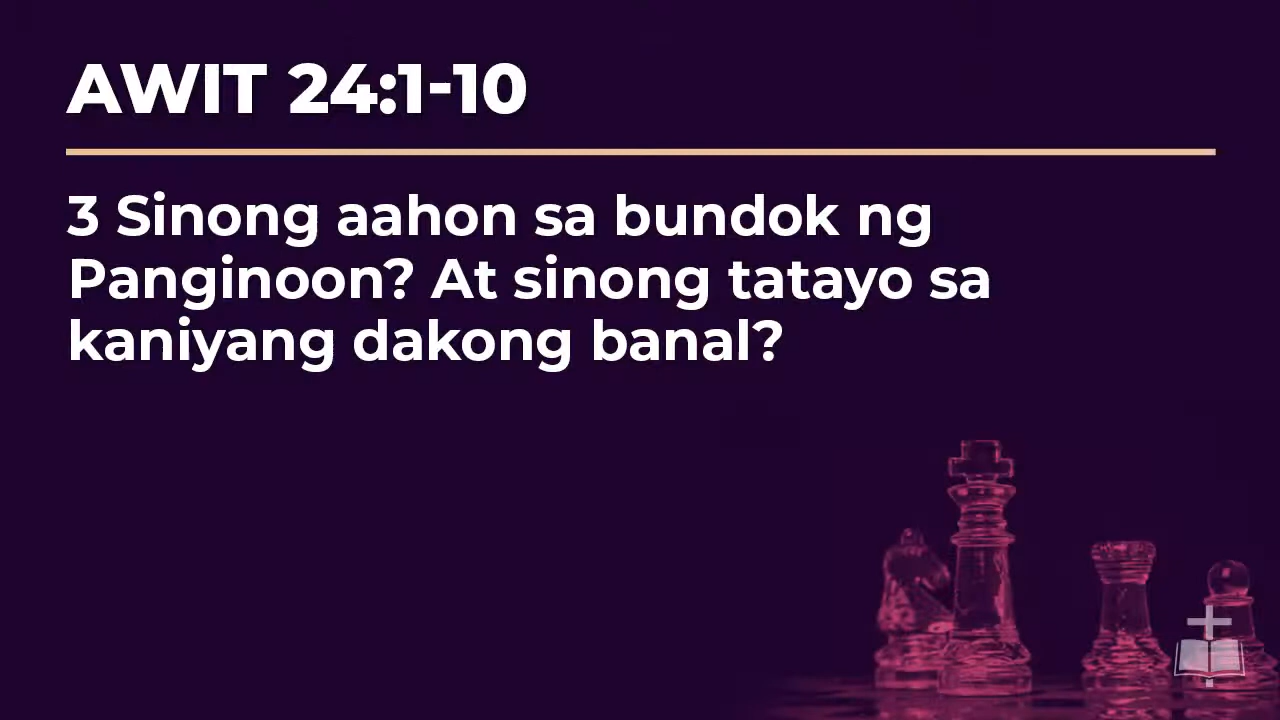 AWIT 24:1-10
3 Sinong aahon sa bundok ng
Panginoon? At sinong tatayo sa
kaniyang dakong banal?